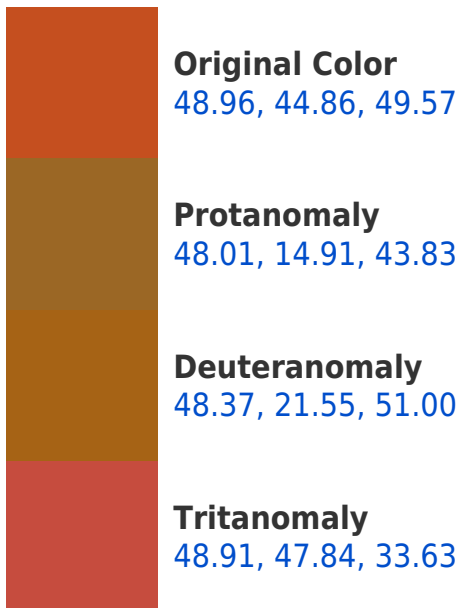 Original Color
48.96, 44.86, 49.57
Protanomaly
48.01, 14.91, 43.83
Deuteranomaly
48.37, 21.55, 51.00
Tritanomaly
48.91, 47.84, 33.63